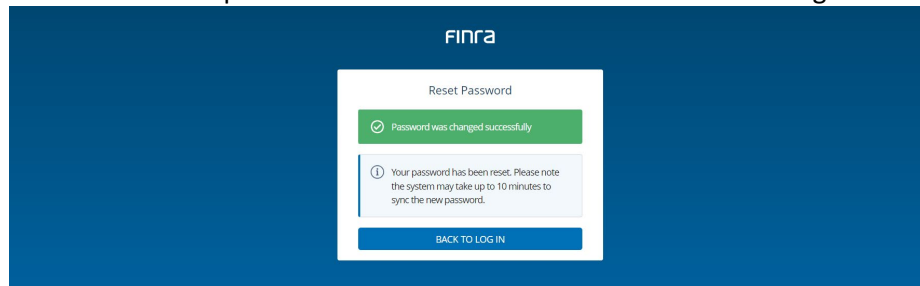 Finra
Reset Password
Password was changed successfully
Your password has been reset. Please note
the system may take up to 10 minutes to
sync the new password.
BACK TO LOG IN